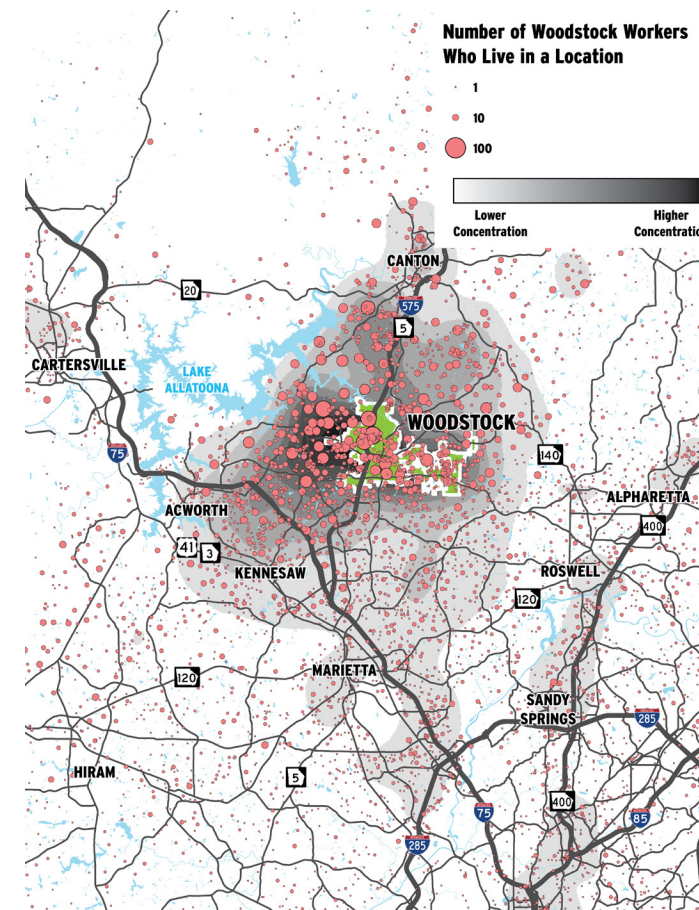 Number of Woodstock Workers
Who Live in a Location
1
10
100
Lower
Concentration
Higher
Concentratio
CANTON
20
575
5
CARTERSVILLE
LAKE
ALLATOONA
WOODSTOCK
75
140
ALPHARETTA
ACWORTH
400
41
3
KENNESAW
ROSWELL
120
MARIETTA
120
SANDY
SPRINGS
285
HIRAM
5
400
75
85
285